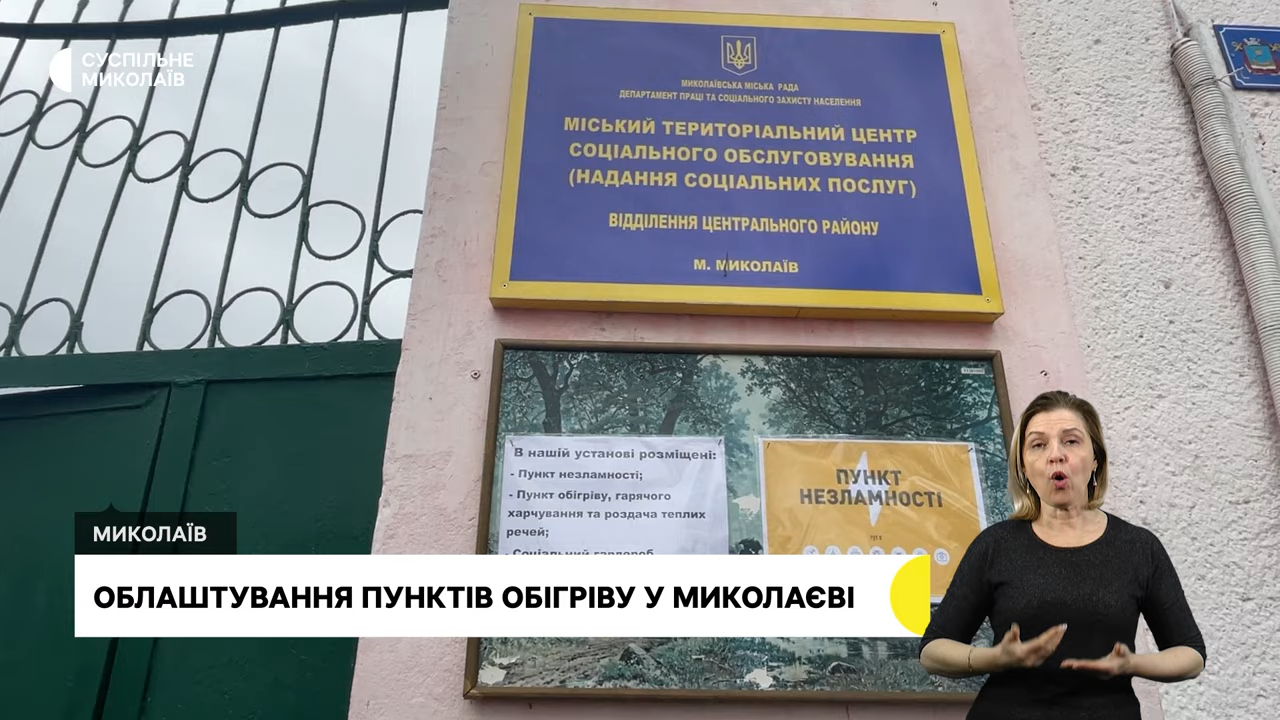 СУСПІЛЬНЕ
МИКОЛАЇВ
МИКОЛАЇВСЬКА МІСЬКА РАДА
ДЕПАРТАМЕНТ ПРАЦІ ТА СОЦІАЛЬНОГО ЗАХИСТУ НАСЕЛЕННЯ
МІСЬКИЙ ТЕРИТОРІАЛЬНИЙ ЦЕНТР
СОЦІАЛЬНОГО ОБСЛУГОВУВАННЯ
(НАДАННЯ СОЦІАЛЬНИХ ПОСЛУГ)
ВІДДІЛЕННЯ ЦЕНТРАЛЬНОГО РАЙОНУ
М. МИКОЛАЇВ
В нашій установі розміщені:
- Пункт незламності;
- Пункт обігріву, гарячого
харчування та роздача теплих
речей;
- Соціальний гардероб
ПУНКТ
НЕЗЛАМНОСТІ
МИКОЛАЇВ
ОБЛАШТУВАННЯ ПУНКТІВ ОБІГРІВУ У МИКОЛАЄВІ